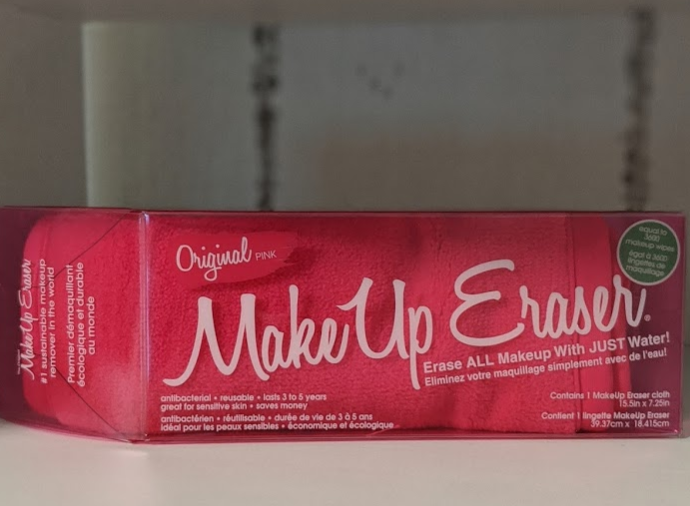 MakeUp Eraser
#1 sustainable makeup
remover in the world
Premier démaquillant
écologique et durable
au monde
Original PINK
MakeUp Eraser®
Erase ALL Makeup With JUST Water!
Eliminez votre maquillage simplement avec de l'eau!
equal to
3600
makeup wipes
égal à 3600
lingettes de
maquillage
antibacterial • reusable • lasts 3 to 5 years
great for sensitive skin • saves money
antibactérien • réutilisable • durée de vie de 3 à 5 ans
idéal pour les peaux sensibles • économique et écologique
Contains 1 MakeUp Eraser cloth
15.5in x 7.25in
Contient 1 lingette MakeUp Eraser
39.37cm x 18.415cm